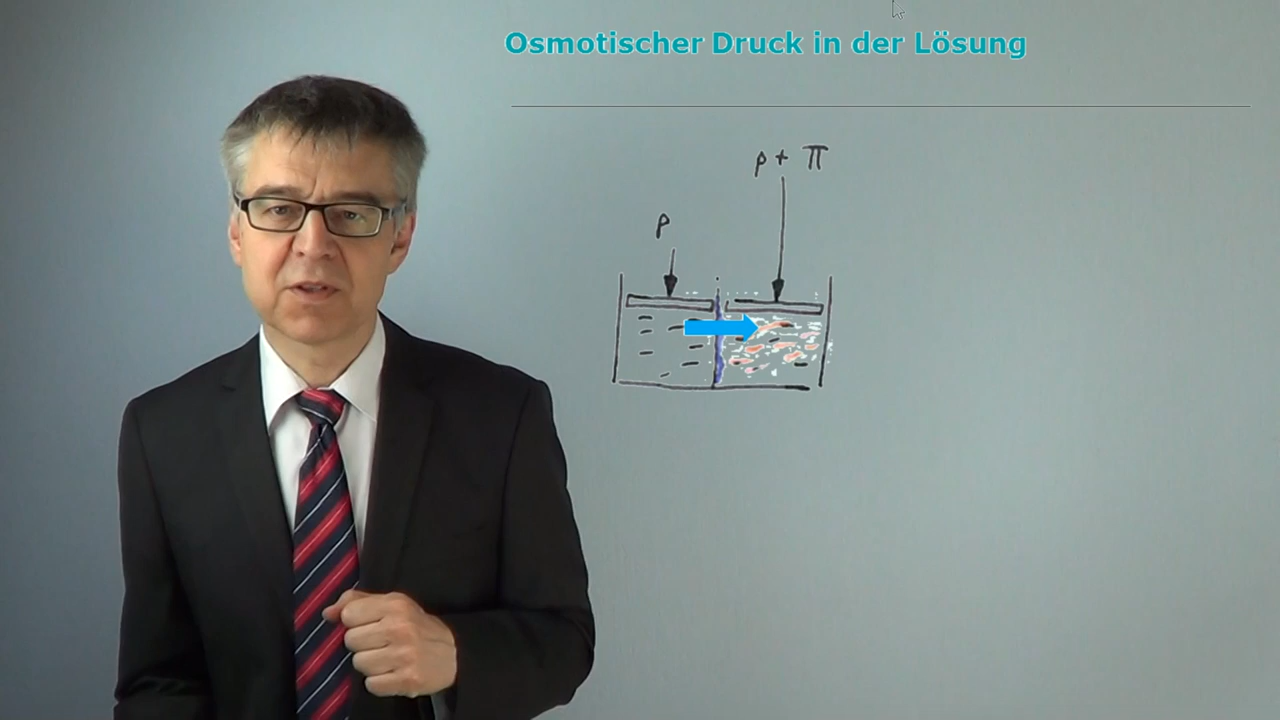 Osmotischer Druck in der Lösung
p + π
p